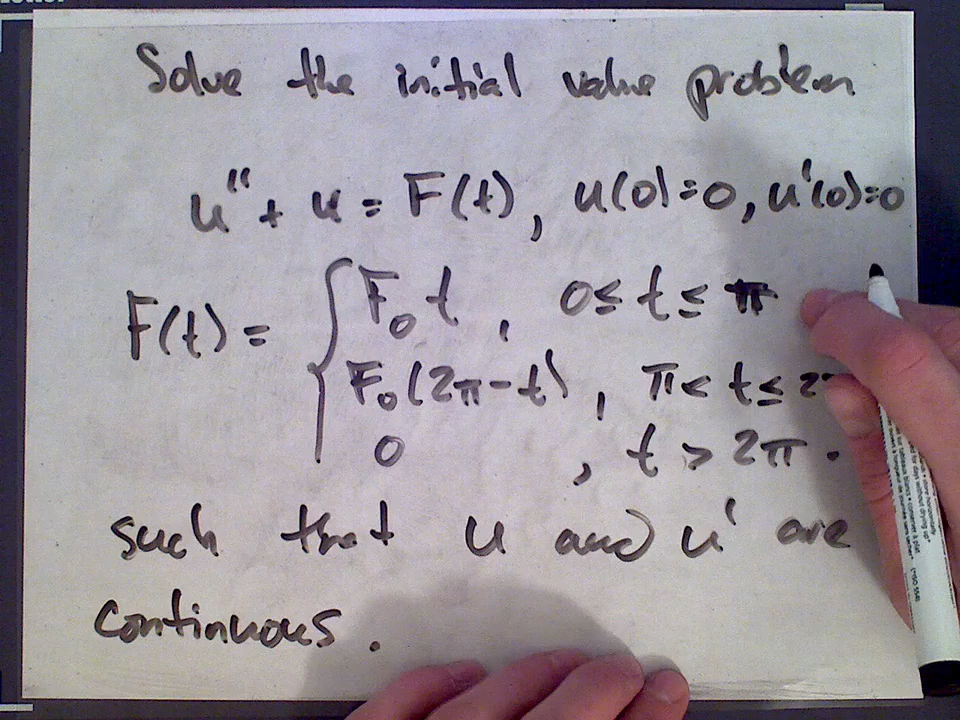 Solve the initial value problem
u'' + u = F(t), u(0)=0, u'(0)=0
F(t) = { F₀ t , 0 ≤ t ≤ π
F₀(2π-t) , π < t ≤
0 , t > 2π .
such that u and u' are
continuous .